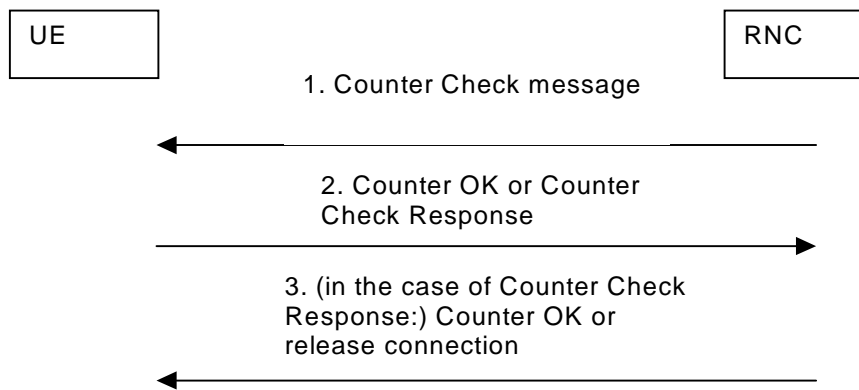 UE
RNC
1. Counter Check message
2. Counter OK or Counter
Check Response
3. (in the case of Counter Check
Response:) Counter OK or
release connection